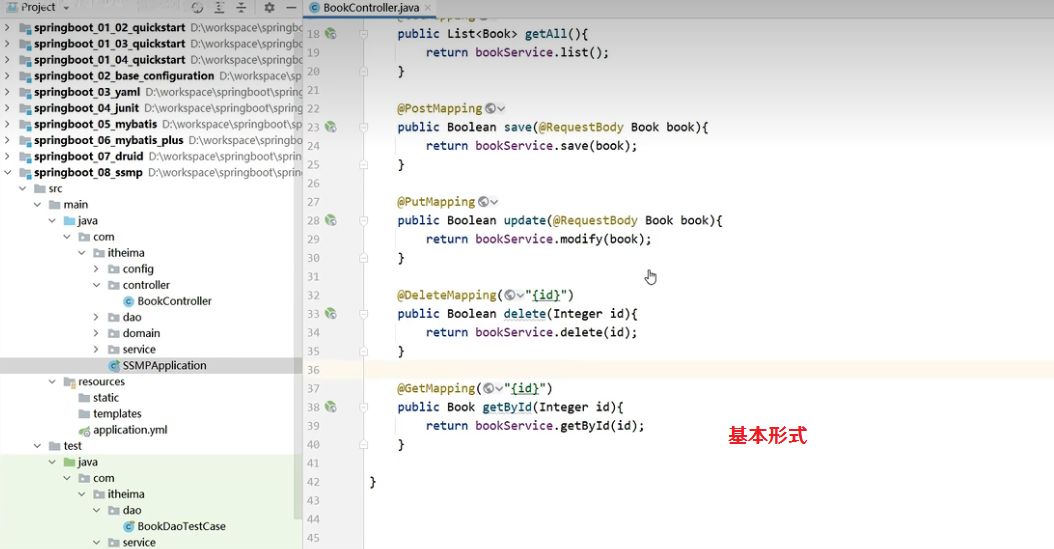 Project
springboot_01_02_quickstart D:\workspace\springboot
springboot_01_03_quickstart D:\workspace\springboot
springboot_01_04_quickstart D:\workspace\springboot
springboot_02_base_configuration D:\workspace\sprin
springboot_03_yaml D:\workspace\springboot\springbo
springboot_04_junit D:\workspace\springboot\springb
springboot_05_mybatis D:\workspace\springboot\sprin
springboot_06_mybatis_plus D:\workspace\springboot
springboot_07_druid D:\workspace\springboot\spring
springboot_08_ssmp D:\workspace\springboot\spring
src
main
java
com
itheima
config
controller
BookController
dao
domain
service
SSMPApplication
resources
static
templates
application.yml
test
java
com
itheima
dao
BookDaoTestCase
service
BookController.java
18 public List<Book> getAll(){
19 return bookService.list();
20 }
21
22 @PostMapping
23 public Boolean save(@RequestBody Book book){
24 return bookService.save(book);
25 }
26
27 @PutMapping
28 public Boolean update(@RequestBody Book book){
29 return bookService.modify(book);
30 }
31
32 @DeleteMapping("{id}")
33 public Boolean delete(Integer id){
34 return bookService.delete(id);
35 }
36
37 @GetMapping("{id}")
38 public Book getById(Integer id){
39 return bookService.getById(id);
40 }
41
42 }
43
44
45
基本形式